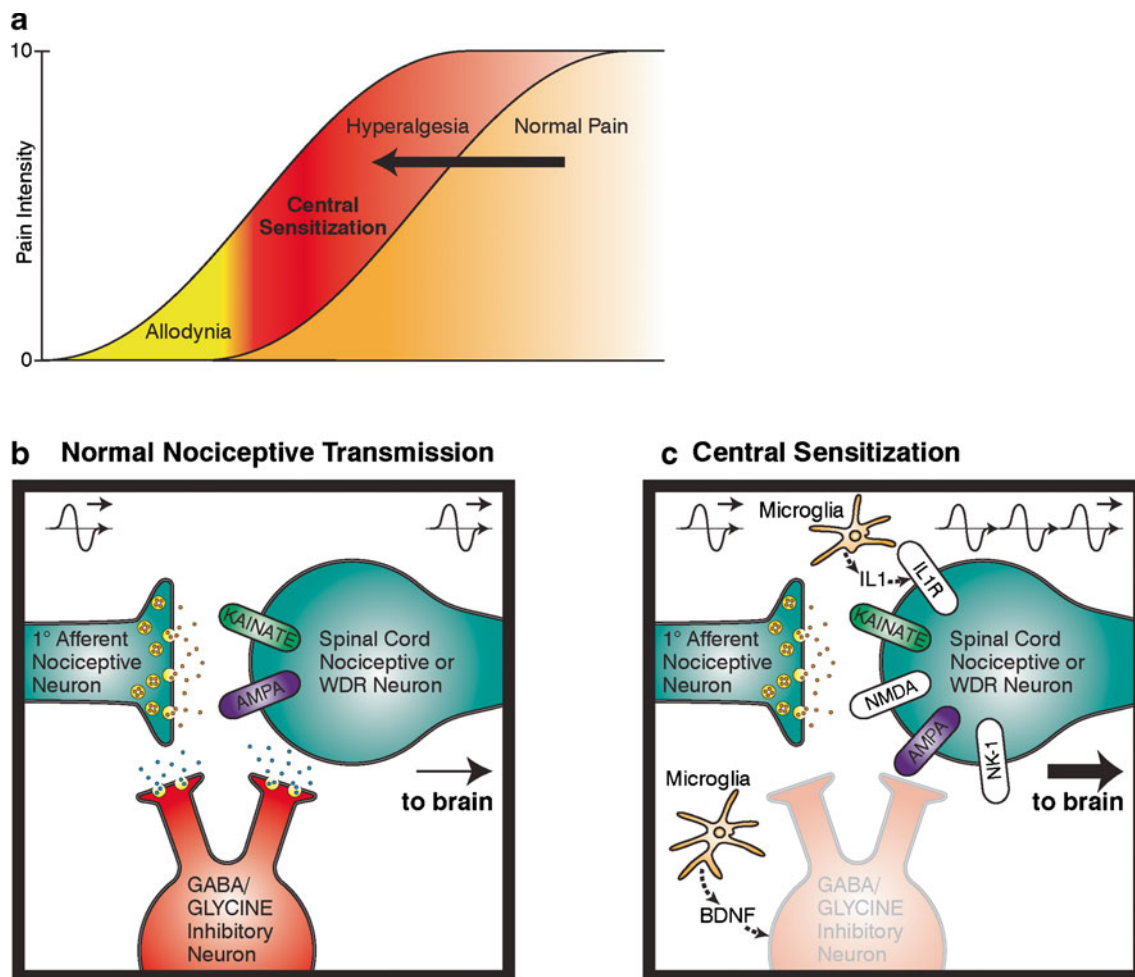 a
10
Hyperalgesia
Normal Pain
Pain Intensity
Central
Sensitization
Allodynia
0
b Normal Nociceptive Transmission
KAINATE
1° Afferent
Nociceptive
Neuron
Spinal Cord
Nociceptive or
WDR Neuron
AMPA
to brain
GABA/
GLYCINE
Inhibitory
Neuron
c Central Sensitization
Microglia
IL1
IL1R
KAINATE
1° Afferent
Nociceptive
Neuron
Spinal Cord
Nociceptive or
WDR Neuron
NMDA
AMPA
NK-1
Microglia
to brain
BDNF
GABA/
GLYCINE
Inhibitory
Neuron